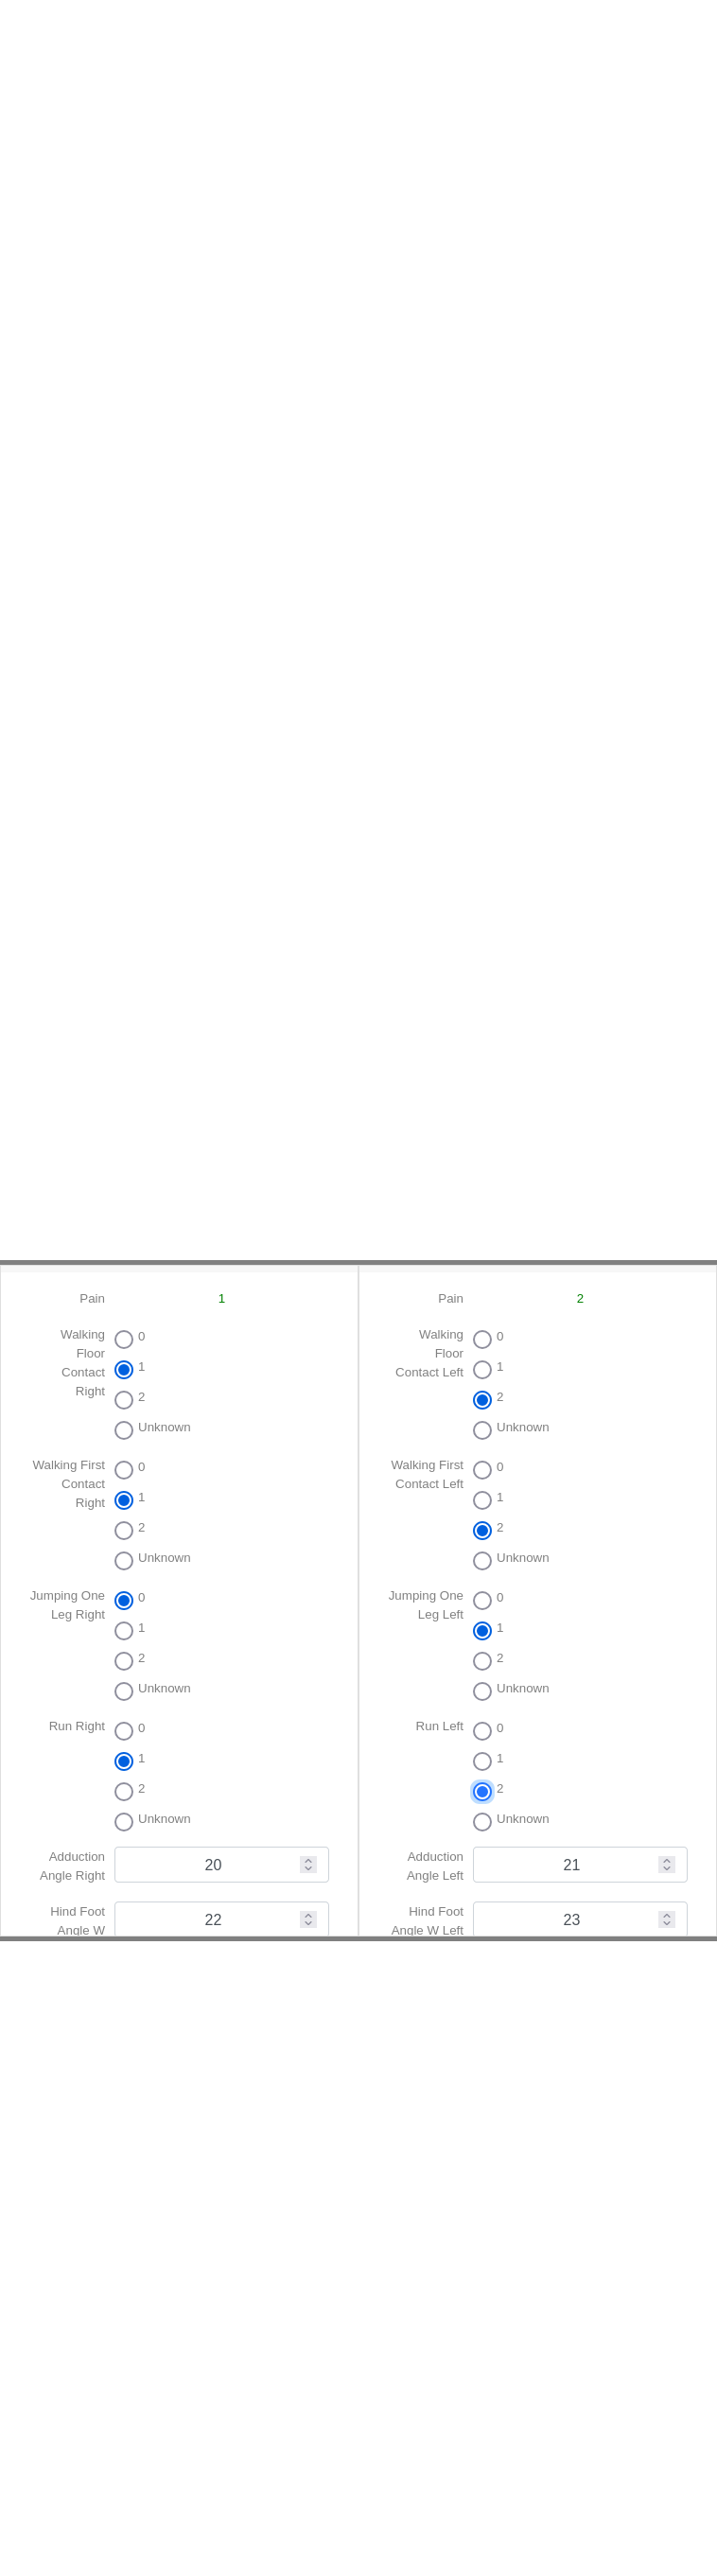 Pain 1
Walking 0
Floor
Contact 1
Right 2
Unknown
Walking First 0
Contact 1
Right 2
Unknown
Jumping One 0
Leg Right 1
2
Unknown
Run Right 0
1
2
Unknown
Adduction
Angle Right 20
Hind Foot
Angle W 22
Pain 2
Walking 0
Floor 1
Contact Left 2
Unknown
Walking First 0
Contact Left 1
2
Unknown
Jumping One 0
Leg Left 1
2
Unknown
Run Left 0
1
2
Unknown
Adduction
Angle Left 21
Hind Foot
Angle W Left 23